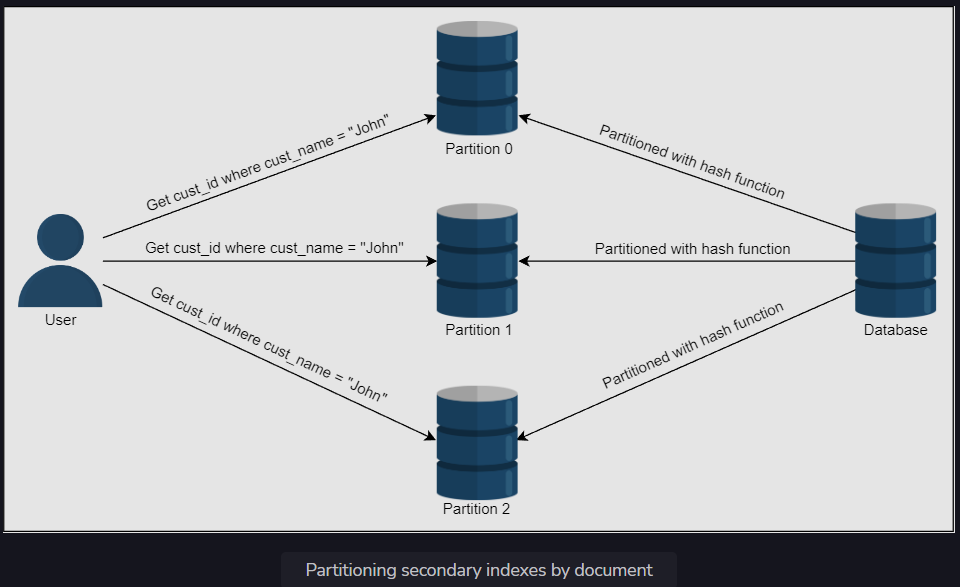 Partition 0
Get cust_id where cust_name = "John"
Partitioned with hash function
Get cust_id where cust_name = "John"
Partitioned with hash function
User
Partition 1
Database
Get cust_id where cust_name = "John"
Partitioned with hash function
Partition 2
Partitioning secondary indexes by document